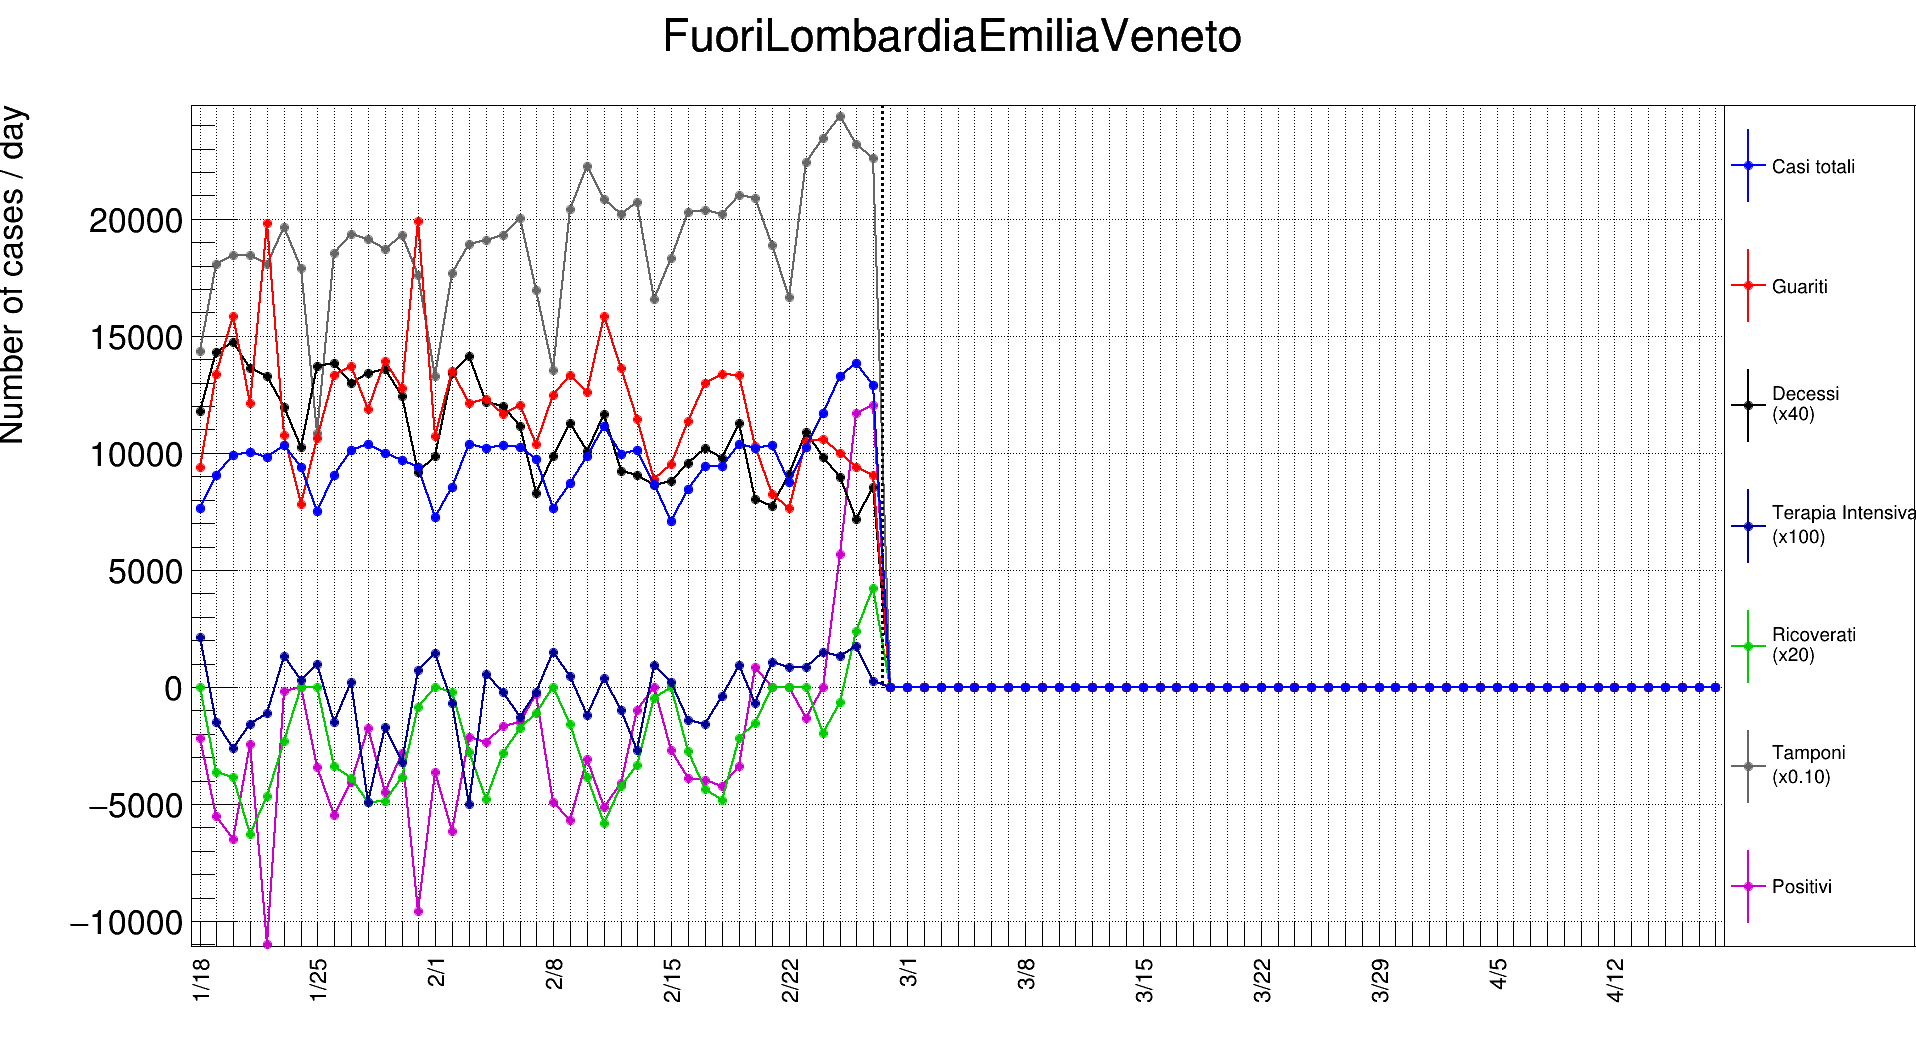 FuoriLombardiaEmiliaVeneto
Number of cases / day
20000
15000
10000
5000
0
−5000
−10000
1/18
1/25
2/1
2/8
2/15
2/22
3/1
3/8
3/15
3/22
3/29
4/5
4/12
Casi totali
Guariti
Decessi
(x40)
Terapia Intensiva
(x100)
Ricoverati
(x20)
Tamponi
(x0.10)
Positivi